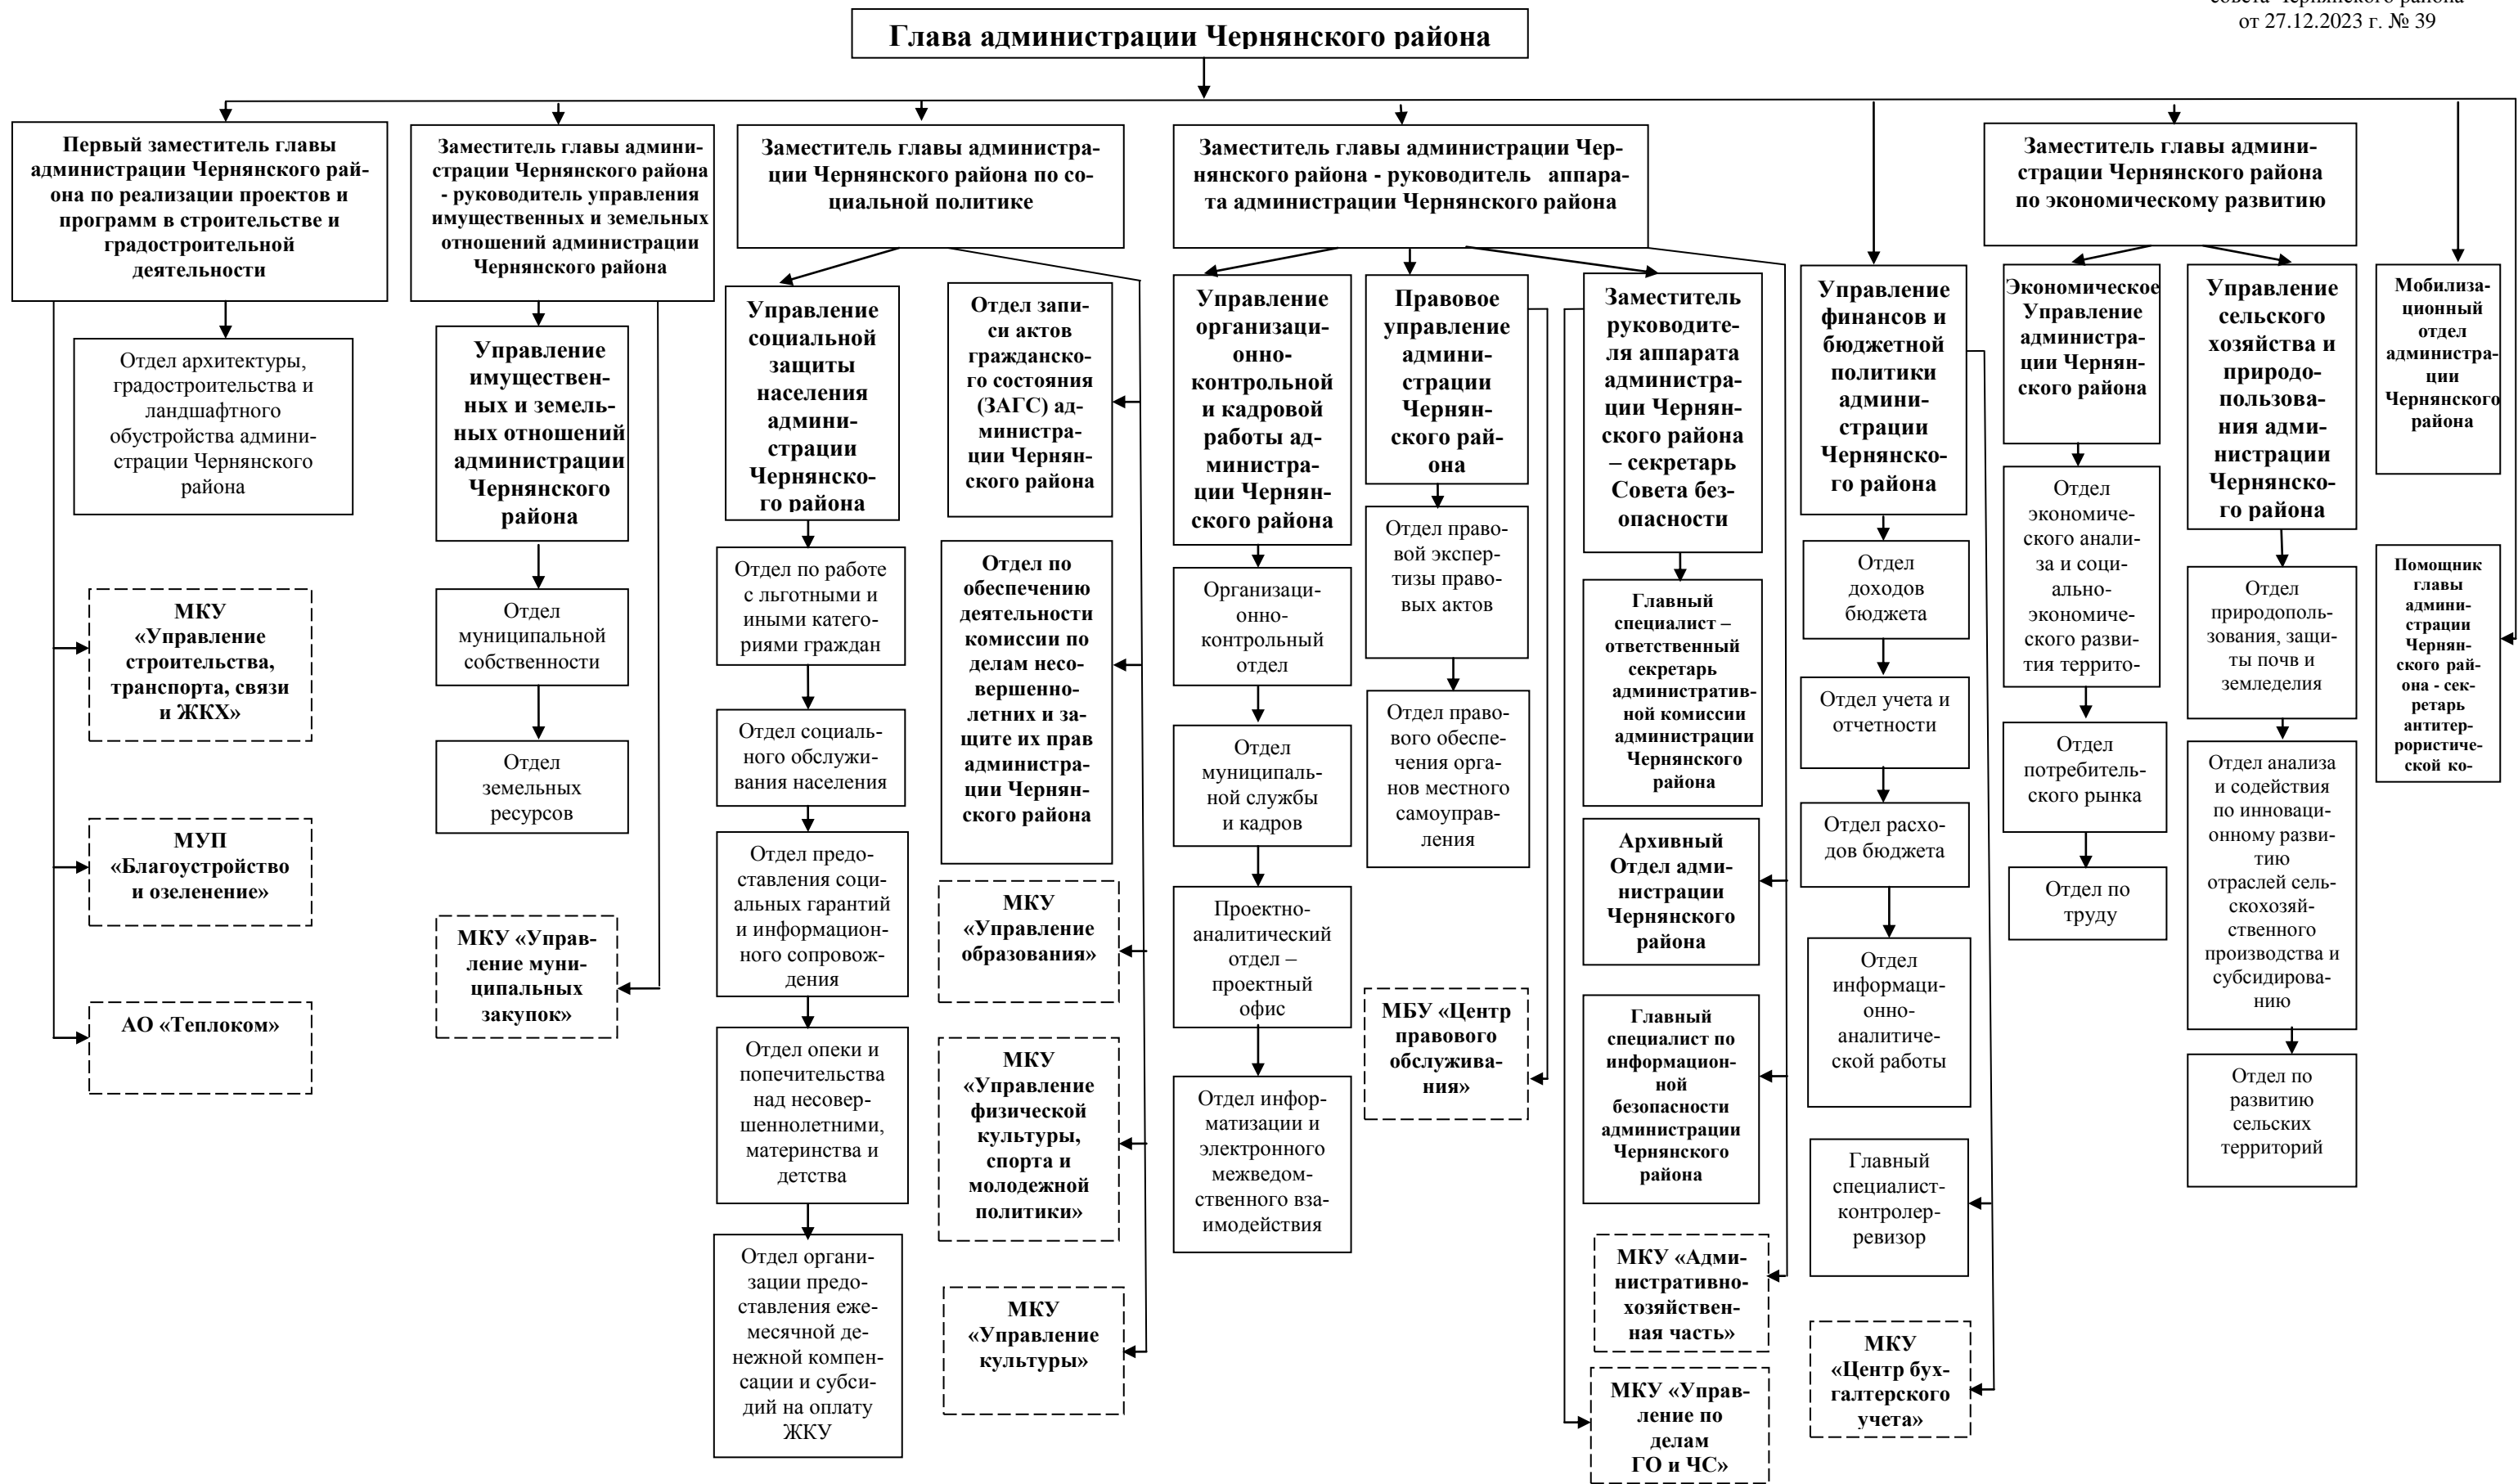 совета Чернянского района
от 27.12.2023 г. № 39
Глава администрации Чернянского района
Первый заместитель главы
администрации Чернянского рай-
она по реализации проектов и
программ в строительстве и
градостроительной
деятельности
Заместитель главы админи-
страции Чернянского района
- руководитель управления
имущественных и земельных
отношений администрации
Чернянского района
Заместитель главы администра-
ции Чернянского района по со-
циальной политике
Заместитель главы администрации Чер-
нянского района - руководитель аппара-
та администрации Чернянского района
Заместитель главы админи-
страции Чернянского района
по экономическому развитию
Отдел архитектуры,
градостроительства и
ландшафтного
обустройства админи-
страции Чернянского
района
МКУ
«Управление
строительства,
транспорта, связи
и ЖКХ»
МУП
«Благоустройство
и озеленение»
АО «Теплоком»
Управление
имуществен-
ных и земель-
ных отношений
администрации
Чернянского
района
Отдел
муниципальной
собственности
Отдел
земельных
ресурсов
МКУ «Управ-
ление муни-
ципальных
закупок»
Управление
социальной
защиты
населения
админи-
страции
Чернянско-
го района
Отдел по работе
с льготными и
иными катего-
риями граждан
Отдел социаль-
ного обслужи-
вания населения
Отдел предо-
ставления соци-
альных гарантий
и информацион-
ного сопровож-
дения
Отдел опеки и
попечительства
над несовер-
шеннолетними,
материнства и
детства
Отдел органи-
зации предо-
ставления еже-
месячной де-
нежной компен-
сации и субси-
дий на оплату
ЖКУ
Отдел запи-
си актов
гражданско-
го состояния
(ЗАГС) ад-
министра-
ции Чернян-
ского района
Отдел по
обеспечению
деятельности
комиссии по
делам несо-
вершенно-
летних и за-
щите их прав
администра-
ции Чернян-
ского района
МКУ
«Управление
образования»
МКУ
«Управление
физической
культуры,
спорта и
молодежной
политики»
МКУ
«Управление
культуры»
Управление
организаци-
онно-
контрольной
и кадровой
работы ад-
министра-
ции Чернян-
ского района
Организаци-
онно-
контрольный
отдел
Отдел
муниципаль-
ной службы
и кадров
Проектно-
аналитический
отдел –
проектный
офис
Отдел инфор-
матизации и
электронного
межведом-
ственного вза-
имодействия
Правовое
управление
админи-
страции
Чернян-
ского рай-
она
Отдел право-
вой экспер-
тизы право-
вых актов
Отдел право-
вого обеспе-
чения орга-
нов местного
самоуправ-
ления
МБУ «Центр
правового
обслужива-
ния»
Заместитель
руководите-
ля аппарата
администра-
ции Чернян-
ского района
– секретарь
Совета без-
опасности
Главный
специалист –
ответственный
секретарь
административ-
ной комиссии
администрации
Чернянского
района
Архивный
Отдел адми-
нистрации
Чернянского
района
Главный
специалист по
информацион-
ной
безопасности
администрации
Чернянского
района
МКУ «Адми-
нистративно-
хозяйствен-
ная часть»
МКУ «Управ-
ление по
делам
ГО и ЧС»
Управление
финансов и
бюджетной
политики
админи-
страции
Чернянско-
го района
Отдел
доходов
бюджета
Отдел учета и
отчетности
Отдел расхо-
дов бюджета
Отдел
информаци-
онно-
аналитиче-
ской работы
Главный
специалист-
контролер-
ревизор
МКУ
«Центр бух-
галтерского
учета»
Экономическое
Управление
администра-
ции Чернян-
ского района
Отдел
экономиче-
ского анали-
за и соци-
ально-
экономиче-
ского разви-
тия террито-
Отдел
потребитель-
ского рынка
Отдел по
труду
Управление
сельского
хозяйства и
природо-
пользова-
ния адми-
нистрации
Чернянско-
го района
Отдел
природополь-
зования, защи-
ты почв и
земледелия
Отдел анализа
и содействия
по инноваци-
онному разви-
тию
отраслей сель-
скохозяй-
ственного
производства и
субсидирова-
нию
Отдел по
развитию
сельских
территорий
Мобилиза-
ционный
отдел
администра-
ции
Чернянского
района
Помощник
главы
админи-
страции
Чернян-
ского рай-
она - сек-
ретарь
антитер-
рористиче-
ской ко-